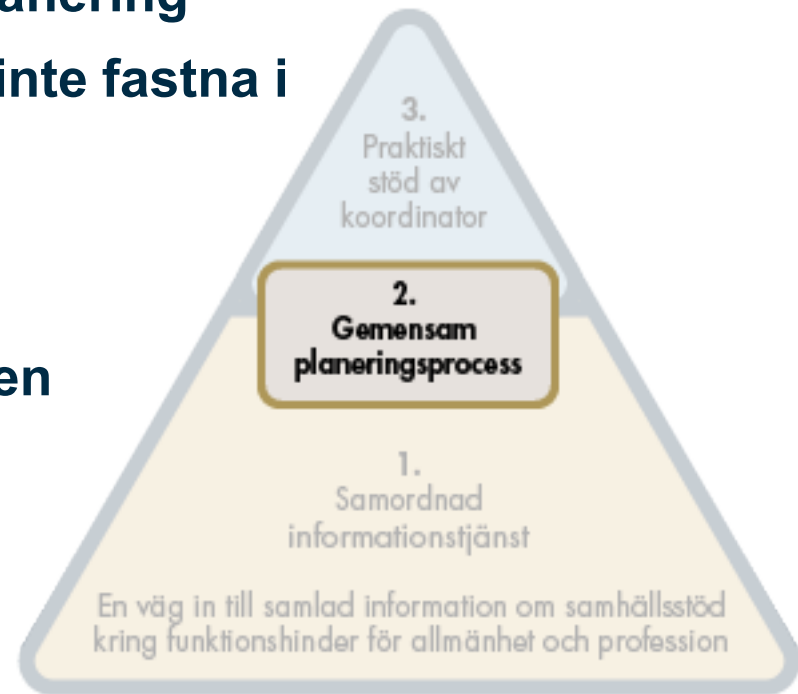 inte fastna i
3.
Praktiskt
stöd av
koordinator
2.
Gemensam
planeringsprocess
1.
Samordnad
informationstjänst
En väg in till samlad information om samhällsstöd
kring funktionshinder för allmänhet och profession